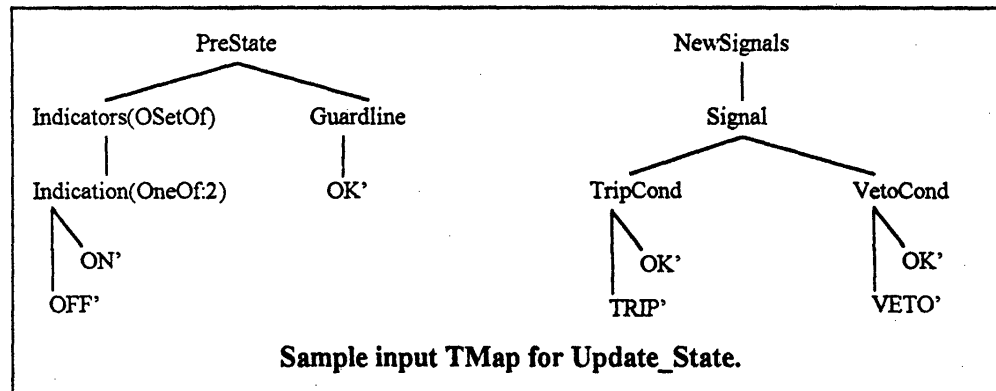 PreState NewSignals
Indicators(OSetOf) Guardline Signal
Indication(OneOf:2) OK' TripCond VetoCond
ON' OK' OK'
OFF' TRIP' VETO'
Sample input TMap for Update_State.